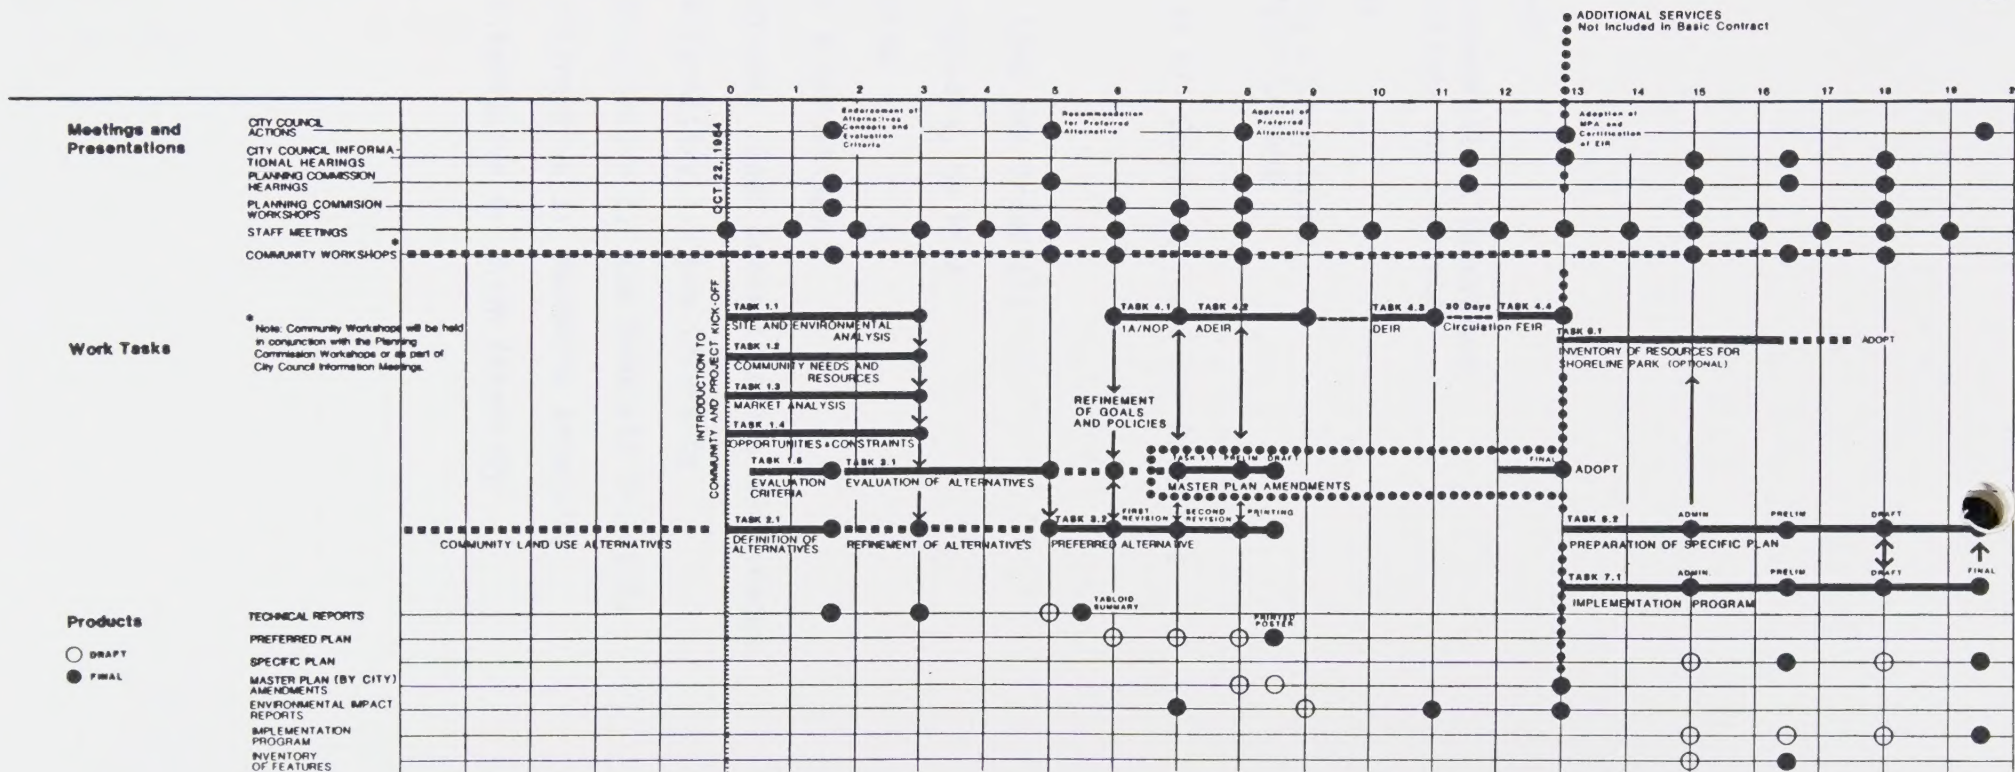 ADDITIONAL SERVICES
Not Included in Basic Contract
0 1 2 3 4 5 6 7 8 9 10 11 12 13 14 15 16 17 18 19
Meetings and
Presentations
CITY COUNCIL
ACTIONS
Endorsement of
Alternatives
Concepts and
Evaluation
Criteria
Recommendation
for Preferred
Alternative
Approval of
Preferred
Alternative
Adoption of
MPA and
Certification
of EIR
CITY COUNCIL INFORMA-
TIONAL HEARINGS
PLANNING COMMISSION
HEARINGS
PLANNING COMMISION
WORKSHOPS
STAFF MEETINGS
COMMUNITY WORKSHOPS*
OCT 22, 1984
INTRODUCTION TO
COMMUNITY AND PROJECT KICK-OFF
*
Note: Community Workshops will be held
in conjunction with the Planning
Commission Workshops or as part of
City Council Information Meetings.
Work Tasks
TASK 1.1
SITE AND ENVIRONMENTAL
ANALYSIS
TASK 1.2
COMMUNITY NEEDS AND
RESOURCES
TASK 1.3
MARKET ANALYSIS
TASK 1.4
OPPORTUNITIES & CONSTRAINTS
EVALUATION
CRITERIA
EVALUATION OF ALTERNATIVES
TASK 4.1
IA/NOP
TASK 4.2
ADEIR
TASK 4.3
DEIR
30 Days
Circulation
TASK 4.4
FEIR
REFINEMENT
OF GOALS
AND POLICIES
TASK 5.1
PRELIM
DRAFT
MASTER PLAN AMENDMENTS
FINAL
ADOPT
TASK 6.1
INVENTORY OF RESOURCES FOR
SHORELINE PARK (OPTIONAL)
ADOPT
COMMUNITY LAND USE ALTERNATIVES
TASK 2.1
DEFINITION OF
ALTERNATIVES
REFINEMENT OF ALTERNATIVES
TASK 3.2
PREFERRED ALTERNATIVE
FIRST
REVISION
SECOND
REVISION
PRINTING
TASK 6.2
ADMIN
PRELIM
DRAFT
PREPARATION OF SPECIFIC PLAN
TASK 7.1
ADMIN.
PRELIM
DRAFT
FINAL
IMPLEMENTATION PROGRAM
Products
DRAFT
FINAL
TECHNICAL REPORTS
TABLOID
SUMMARY
PREFERRED PLAN
PRINTED
POSTER
SPECIFIC PLAN
MASTER PLAN (BY CITY)
AMENDMENTS
ENVIRONMENTAL IMPACT
REPORTS
IMPLEMENTATION
PROGRAM
INVENTORY
OF FEATURES